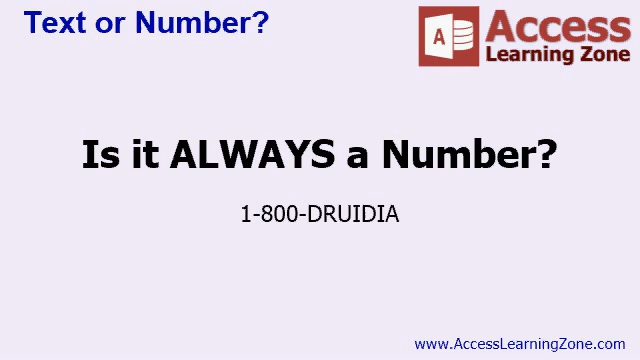 Text or Number?
A
Access
Learning Zone
Is it ALWAYS a Number?
1-800-DRUIDIA
www.AccessLearningZone.com